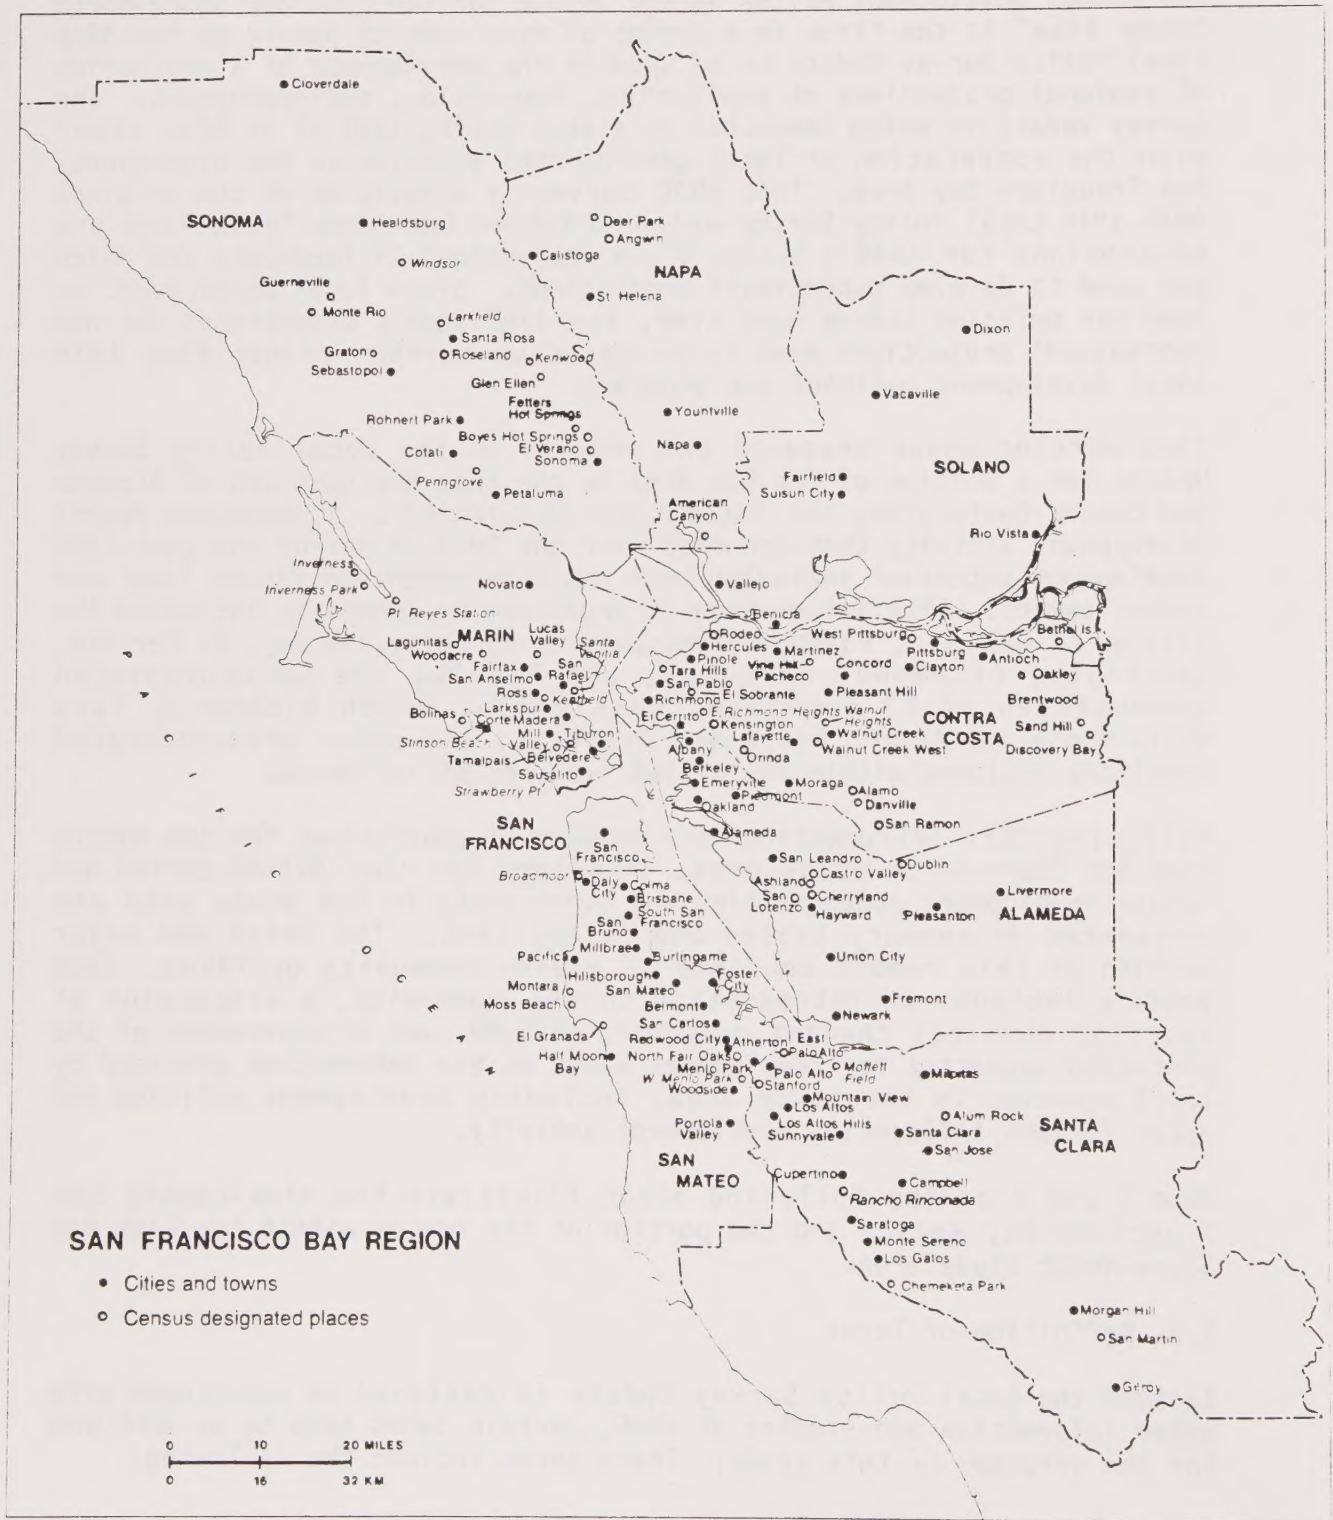 Cloverdale
SONOMA
Healdsburg
Deer Park
Angwin
Windsor
Calistoga
NAPA
Guerneville
St. Helena
Monte Rio
Larkfield
Dixon
Santa Rosa
Graton
Roseland
Kenwood
Sebastopol
Glen Ellen
Vacaville
Fetters
Hot Springs
Yountville
Rohnert Park
Boyes Hot Springs
Napa
Cotati
El Verano
Sonoma
SOLANO
Penngrove
Fairfield
Petaluma
Suisun City
American
Canyon
Rio Vista
Inverness
Inverness Park
Novato
Vallejo
Pt. Reyes Station
Benicia
Lucas
Valley
MARIN
Santa
Venitia
Rodeo
West Pittsburg
Bethel Is.
Lagunitas
Hercules
Martinez
Pittsburg
Woodacre
Pinole
Vine Hill
Pacheco
Concord
Clayton
Antioch
Fairfax
San
Rafael
Tara Hills
Oakley
San Anselmo
San Pablo
Ross
Kentfield
El Sobrante
Pleasant Hill
Brentwood
Larkspur
Richmond
E. Richmond Heights
Walnut
Heights
CONTRA
COSTA
Sand Hill
Bolinas
Corte Madera
El Cerrito
Kensington
Walnut Creek
Stinson Beach
Mill
Valley
Tiburon
Lafayette
Walnut Creek West
Discovery Bay
Tamalpais
Belvedere
Albany
Orinda
Berkeley
Sausalito
Emeryville
Moraga
Alamo
Strawberry Pt
Piedmont
Danville
Oakland
SAN
FRANCISCO
San Ramon
Alameda
San
Francisco
San Leandro
Dublin
Broadmoor
Castro Valley
Daly
City
Colma
Ashland
Livermore
Brisbane
San
Lorenzo
Cherryland
South San
Francisco
Hayward
Pleasanton
ALAMEDA
San
Bruno
Millbrae
Pacifica
Burlingame
Union City
Hillsborough
Foster
City
Montara
San Mateo
Moss Beach
Belmont
Fremont
San Carlos
Newark
El Granada
Redwood City
Atherton
East
Palo Alto
Half Moon
Bay
North Fair Oaks
Menlo Park
Palo Alto
Moffett
Field
Milpitas
W. Menlo Park
Stanford
Woodside
Mountain View
Los Altos
Alum Rock
Portola
Valley
Los Altos Hills
Sunnyvale
Santa Clara
SANTA
CLARA
San Jose
SAN
MATEO
Cupertino
Campbell
Rancho Rinconada
Saratoga
Monte Sereno
Los Gatos
Chemeketa Park
SAN FRANCISCO BAY REGION
Cities and towns
Census designated places
Morgan Hill
San Martin
Gilroy
0 10 20 MILES
0 16 32 KM